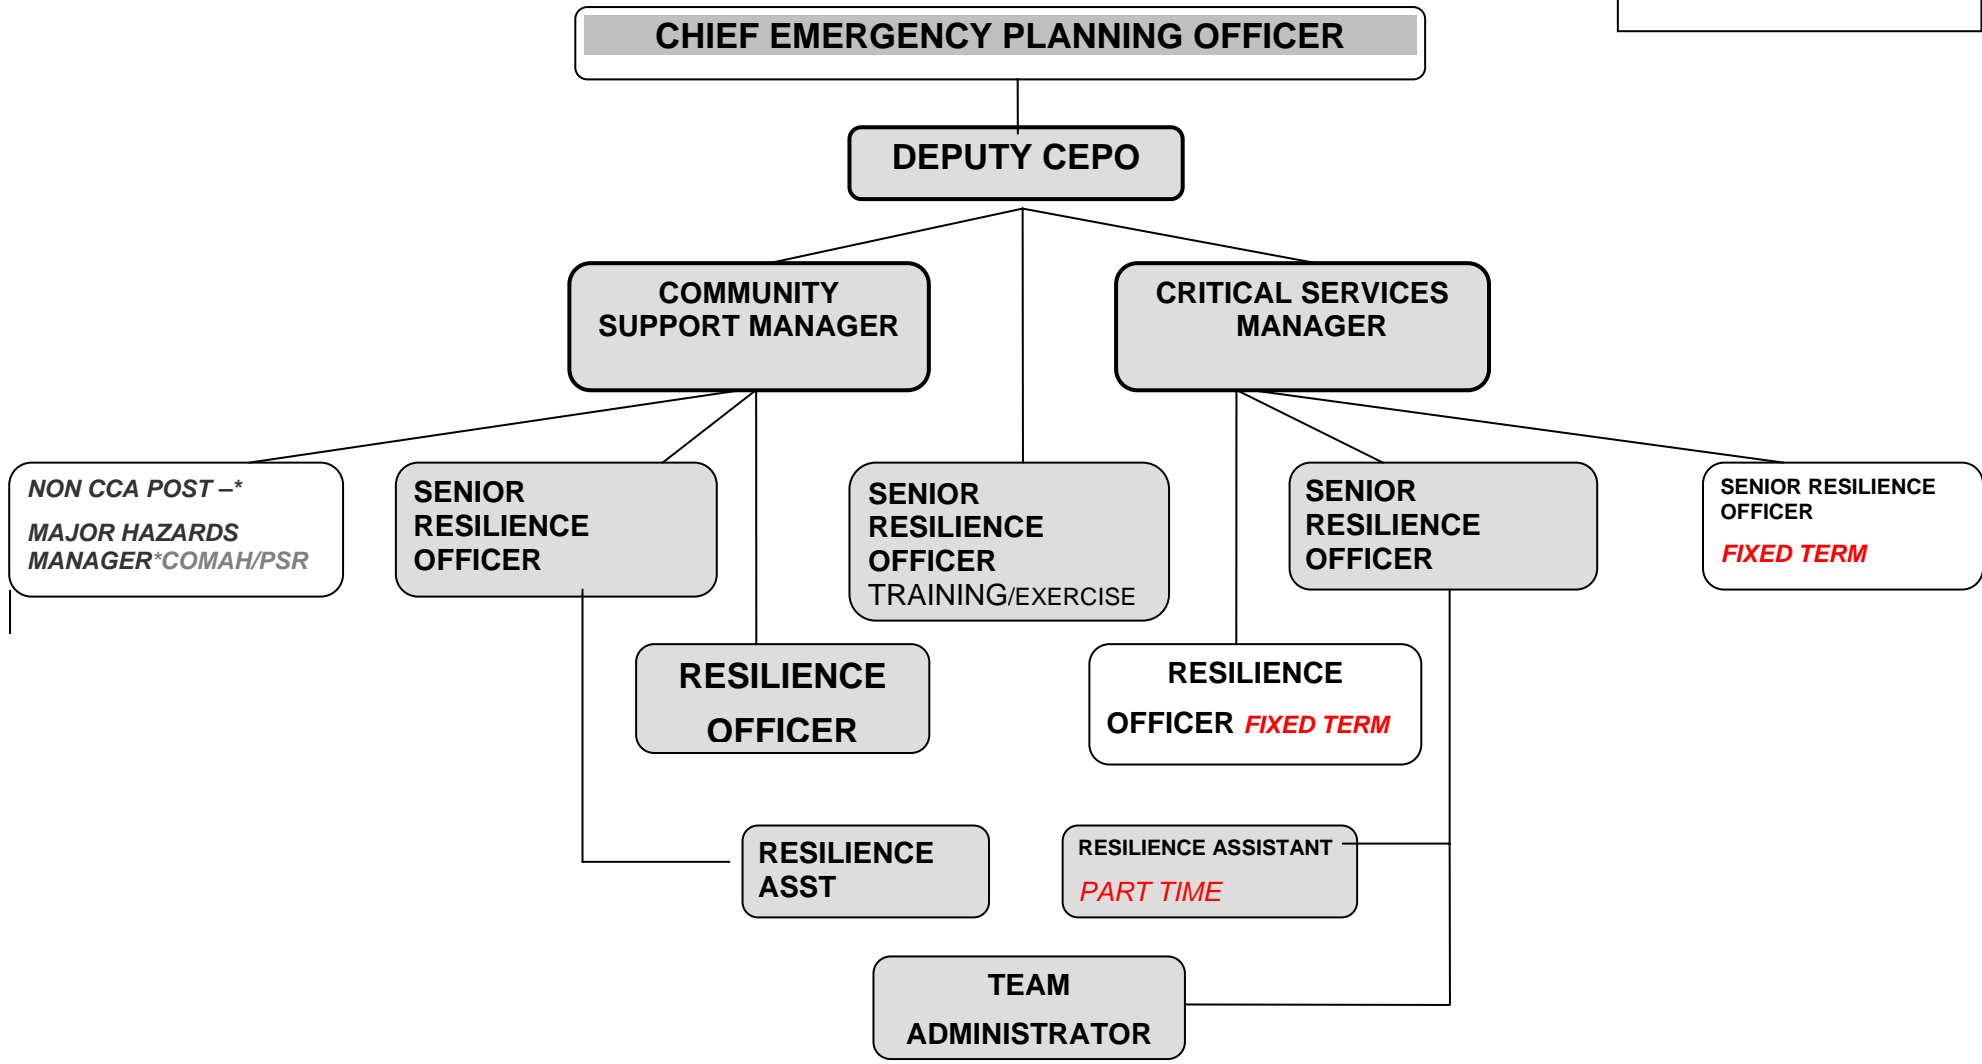 CHIEF EMERGENCY PLANNING OFFICER
DEPUTY CEPO
COMMUNITY
SUPPORT MANAGER
CRITICAL SERVICES
MANAGER
NON CCA POST –*
MAJOR HAZARDS
MANAGER*COMAH/PSR
SENIOR
RESILIENCE
OFFICER
SENIOR
RESILIENCE
OFFICER
TRAINING/EXERCISE
SENIOR
RESILIENCE
OFFICER
SENIOR RESILIENCE
OFFICER
FIXED TERM
RESILIENCE
OFFICER
RESILIENCE
OFFICER FIXED TERM
RESILIENCE
ASST
RESILIENCE ASSISTANT
PART TIME
TEAM
ADMINISTRATOR